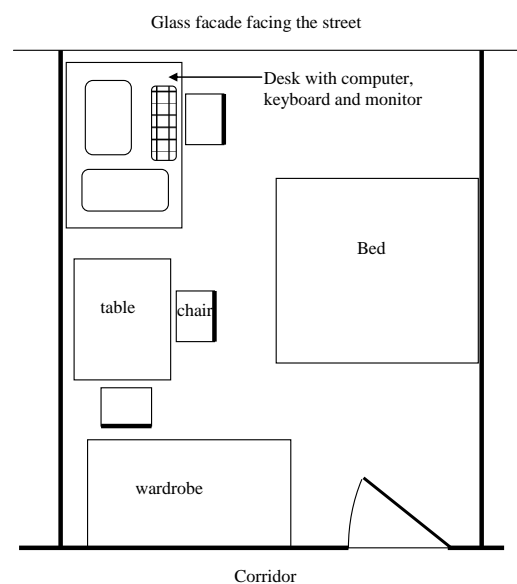 Glass facade facing the street
Desk with computer,
keyboard and monitor
Bed
table
chair
wardrobe
Corridor